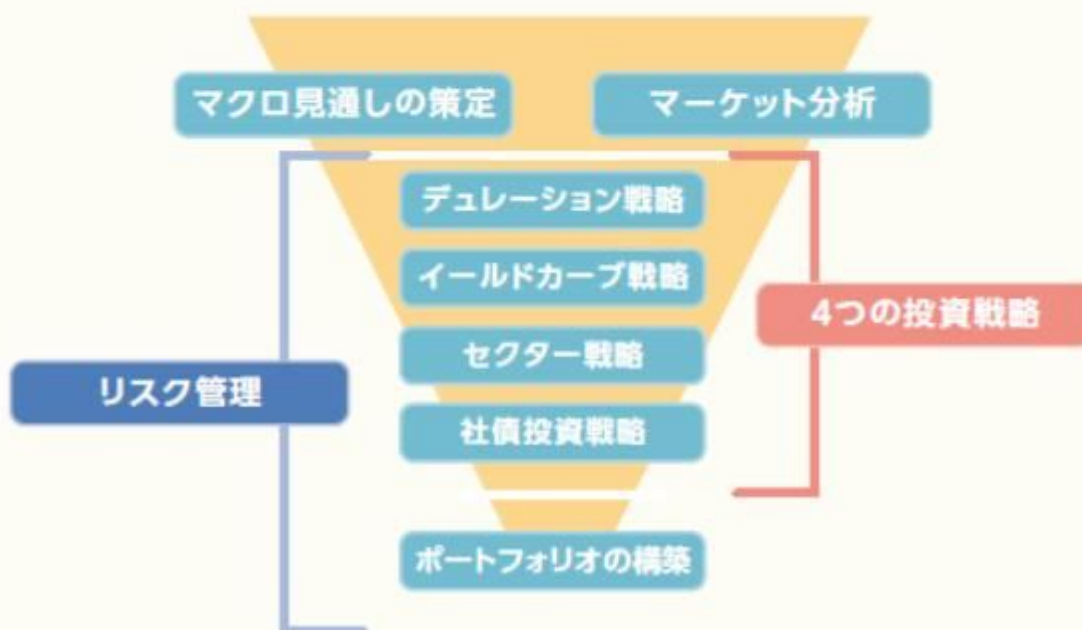 マクロ見通しの策定
マーケット分析
デュレーション戦略
イールドカーブ戦略
4つの投資戦略
セクター戦略
リスク管理
社債投資戦略
ポートフォリオの構築